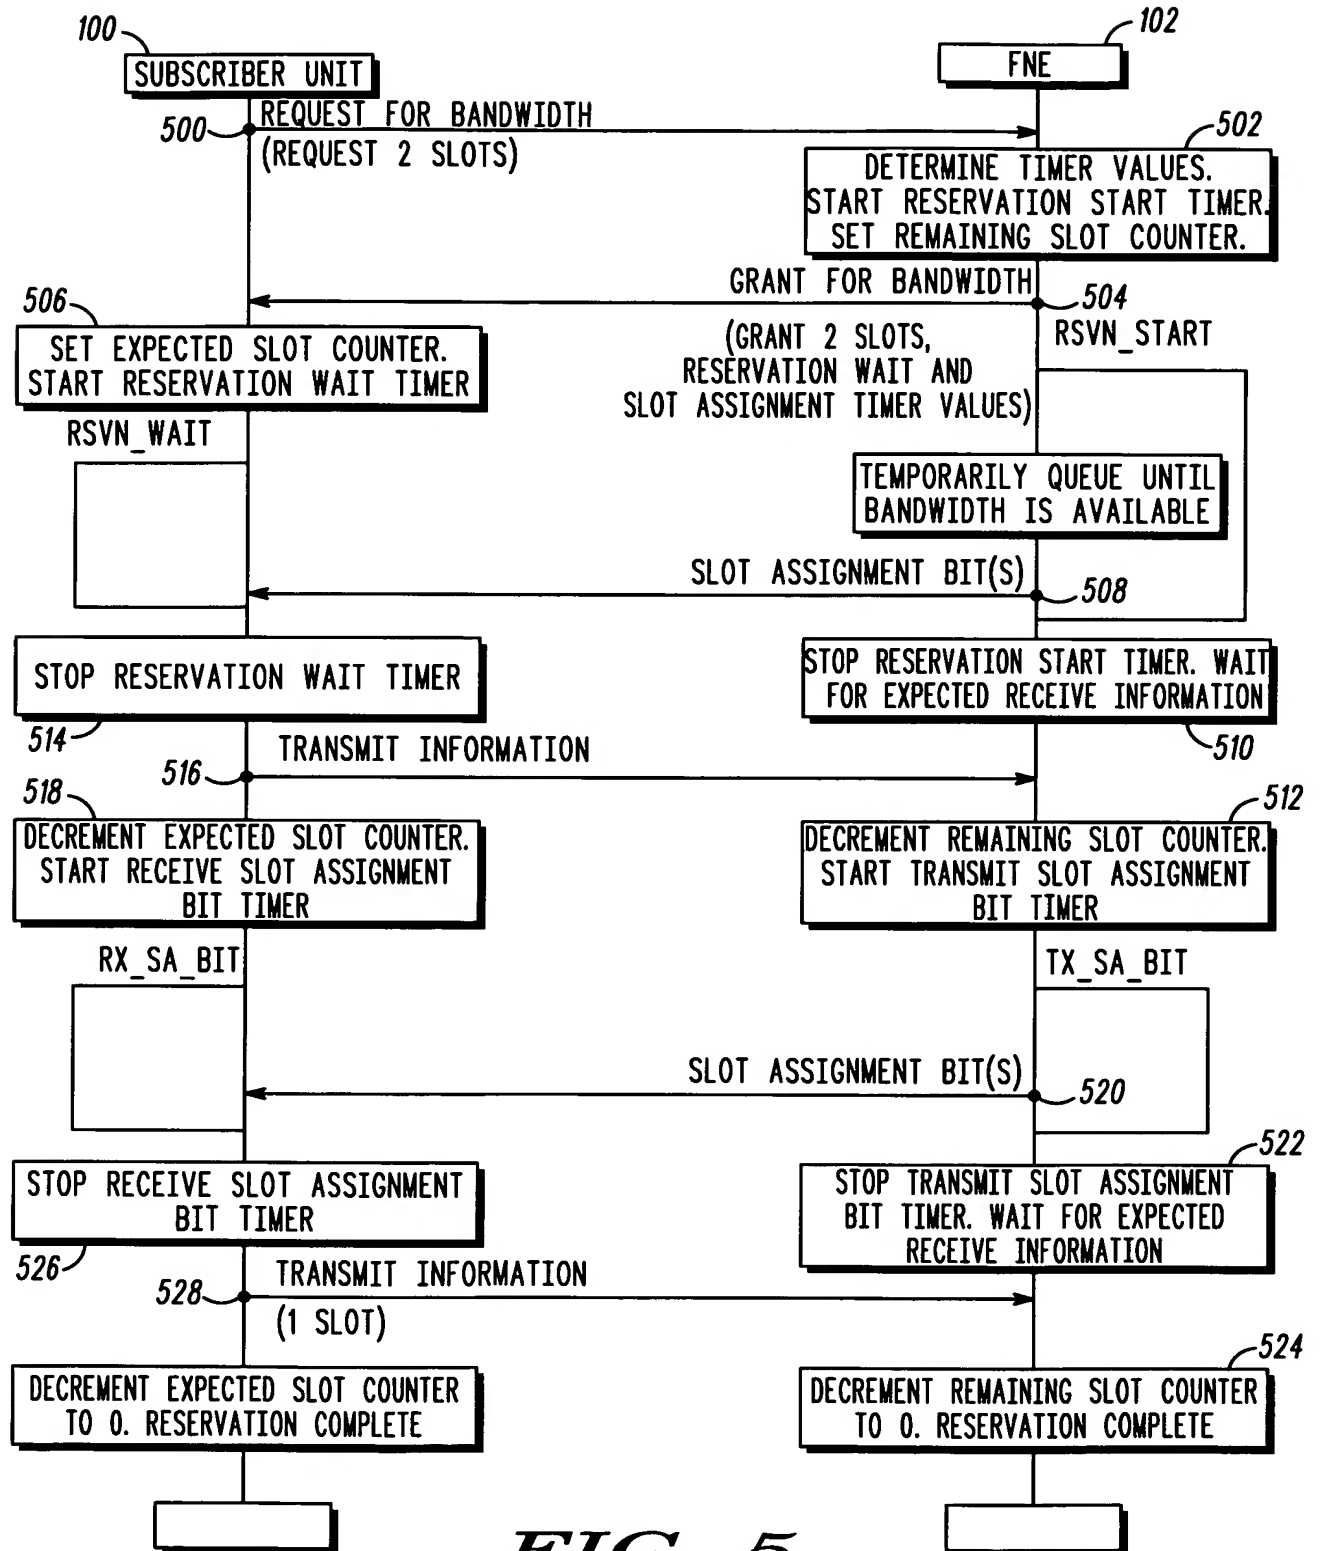 100
102
SUBSCRIBER UNIT
FNE
500
REQUEST FOR BANDWIDTH
(REQUEST 2 SLOTS)
502
DETERMINE TIMER VALUES.
START RESERVATION START TIMER.
SET REMAINING SLOT COUNTER.
GRANT FOR BANDWIDTH
504
(GRANT 2 SLOTS,
RESERVATION WAIT AND
SLOT ASSIGNMENT TIMER VALUES)
RSVN_START
506
SET EXPECTED SLOT COUNTER.
START RESERVATION WAIT TIMER
RSVN_WAIT
TEMPORARILY QUEUE UNTIL
BANDWIDTH IS AVAILABLE
SLOT ASSIGNMENT BIT(S)
508
STOP RESERVATION WAIT TIMER
514
STOP RESERVATION START TIMER. WAIT
FOR EXPECTED RECEIVE INFORMATION
510
TRANSMIT INFORMATION
516
518
DECREMENT EXPECTED SLOT COUNTER.
START RECEIVE SLOT ASSIGNMENT
BIT TIMER
512
DECREMENT REMAINING SLOT COUNTER.
START TRANSMIT SLOT ASSIGNMENT
BIT TIMER
RX_SA_BIT
TX_SA_BIT
SLOT ASSIGNMENT BIT(S)
520
STOP RECEIVE SLOT ASSIGNMENT
BIT TIMER
526
522
STOP TRANSMIT SLOT ASSIGNMENT
BIT TIMER. WAIT FOR EXPECTED
RECEIVE INFORMATION
TRANSMIT INFORMATION
528
(1 SLOT)
DECREMENT EXPECTED SLOT COUNTER
TO 0. RESERVATION COMPLETE
524
DECREMENT REMAINING SLOT COUNTER
TO 0. RESERVATION COMPLETE
FIG. 5